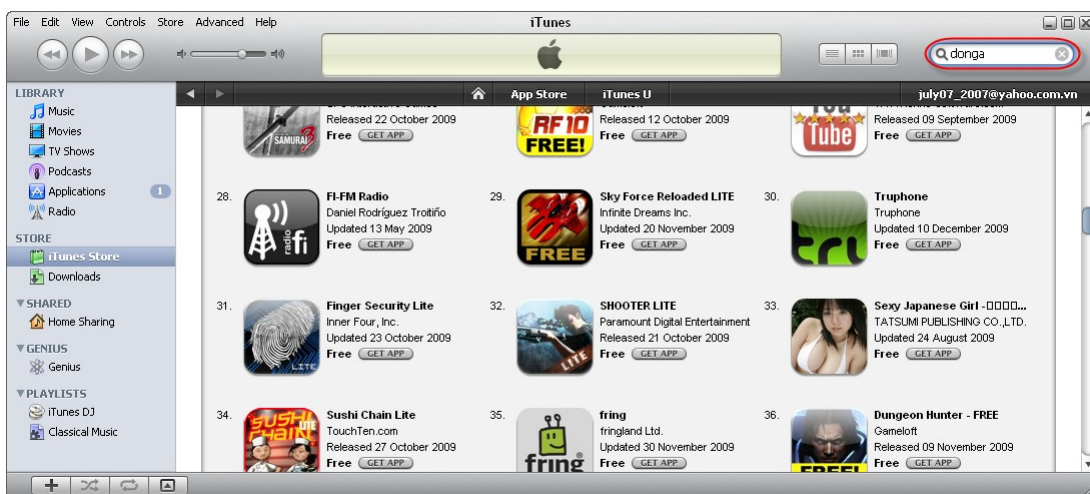 File Edit View Controls Store Advanced Help
iTunes
donga
LIBRARY
Music
Movies
TV Shows
Podcasts
Applications 1
Radio
STORE
iTunes Store
Downloads
SHARED
Home Sharing
GENIUS
Genius
PLAYLISTS
iTunes DJ
Classical Music
App Store iTunes U july07_2007@yahoo.com.vn
SAMURAI
Released 22 October 2009
Free GET APP
RF10
FREE!
Released 12 October 2009
Free GET APP
You
Tube
Released 09 September 2009
Free GET APP
28.
radio
fi
FI-FM Radio
Daniel Rodríguez Troitiño
Updated 13 May 2009
Free GET APP
29.
FREE
Sky Force Reloaded LITE
Infinite Dreams Inc.
Updated 20 November 2009
Free GET APP
30.
tru
Truphone
Truphone
Updated 10 December 2009
Free GET APP
31.
LITE
Finger Security Lite
Inner Four, Inc.
Updated 23 October 2009
Free GET APP
32.
LITE
SHOOTER LITE
Paramount Digital Entertainment
Released 21 October 2009
Free GET APP
33.
Sexy Japanese Girl -□□□□...
TATSUMI PUBLISHING CO.,LTD.
Updated 24 August 2009
Free GET APP
34.
SUSHI
CHAIN
Sushi Chain Lite
TouchTen.com
Released 27 October 2009
Free GET APP
35.
fring
fring
fringland Ltd.
Updated 30 November 2009
Free GET APP
36.
FREE!
Dungeon Hunter - FREE
Gameloft
Released 09 November 2009
Free GET APP